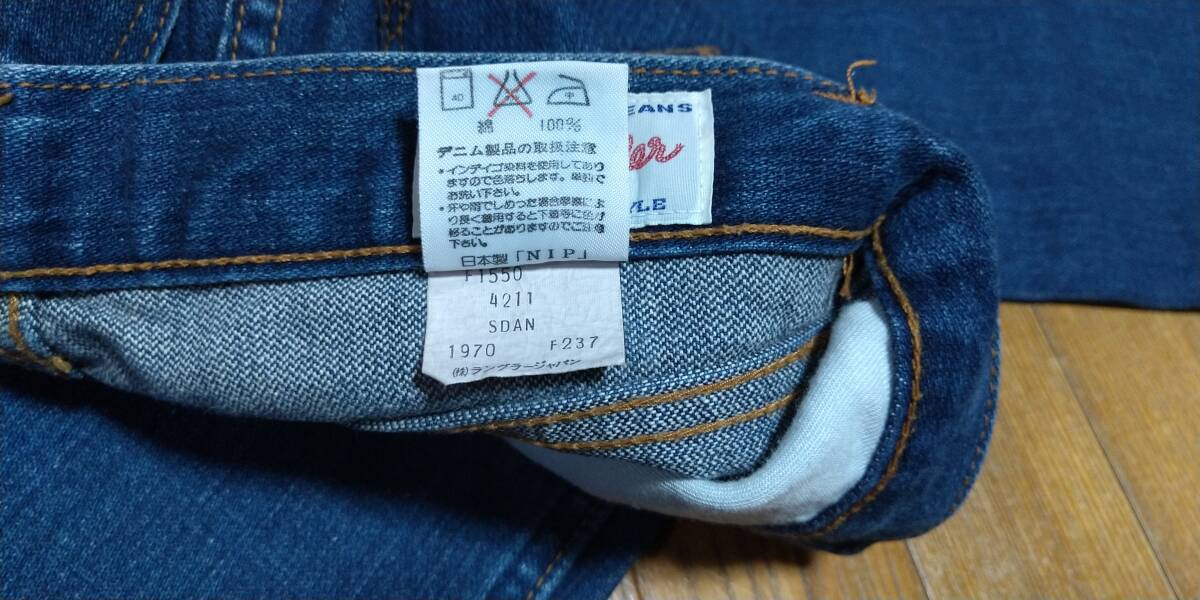 40
中
綿 100%
デニム製品の取扱注意
•インディゴ染料を使用してあり
ますので色落ちします。単独で
お洗い下さい。
•汗や雨でしめった場合摩擦によ
り長く着用すると下着等に色が
移ることがありますのでご注意
下さい。
日本製「NIP」
F1550
4211
SDAN
1970 F237
(株)ラングラージャパン
EANS
ler
YLE